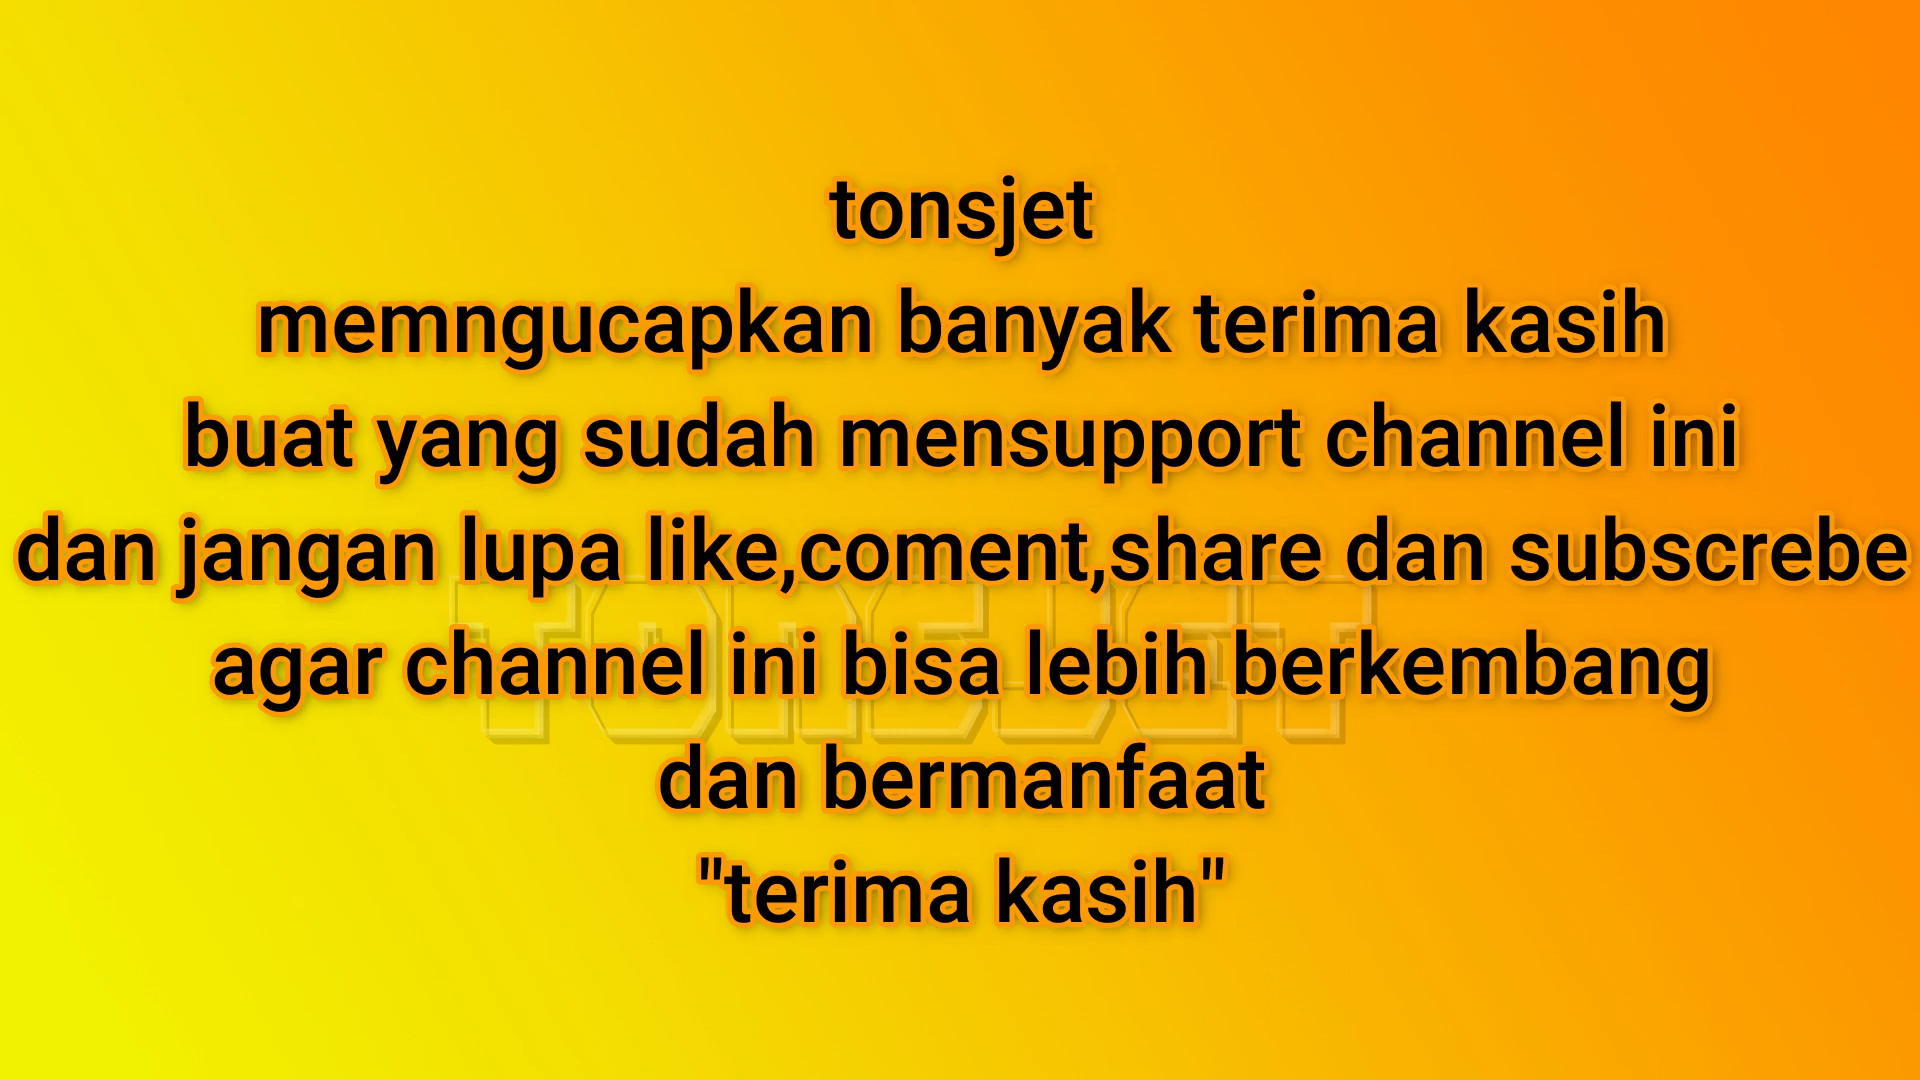 tonsjet
memngucapkan banyak terima kasih
buat yang sudah mensupport channel ini
dan jangan lupa like,coment,share dan subscrebe
agar channel ini bisa lebih berkembang
dan bermanfaat
"terima kasih"
TONSJET